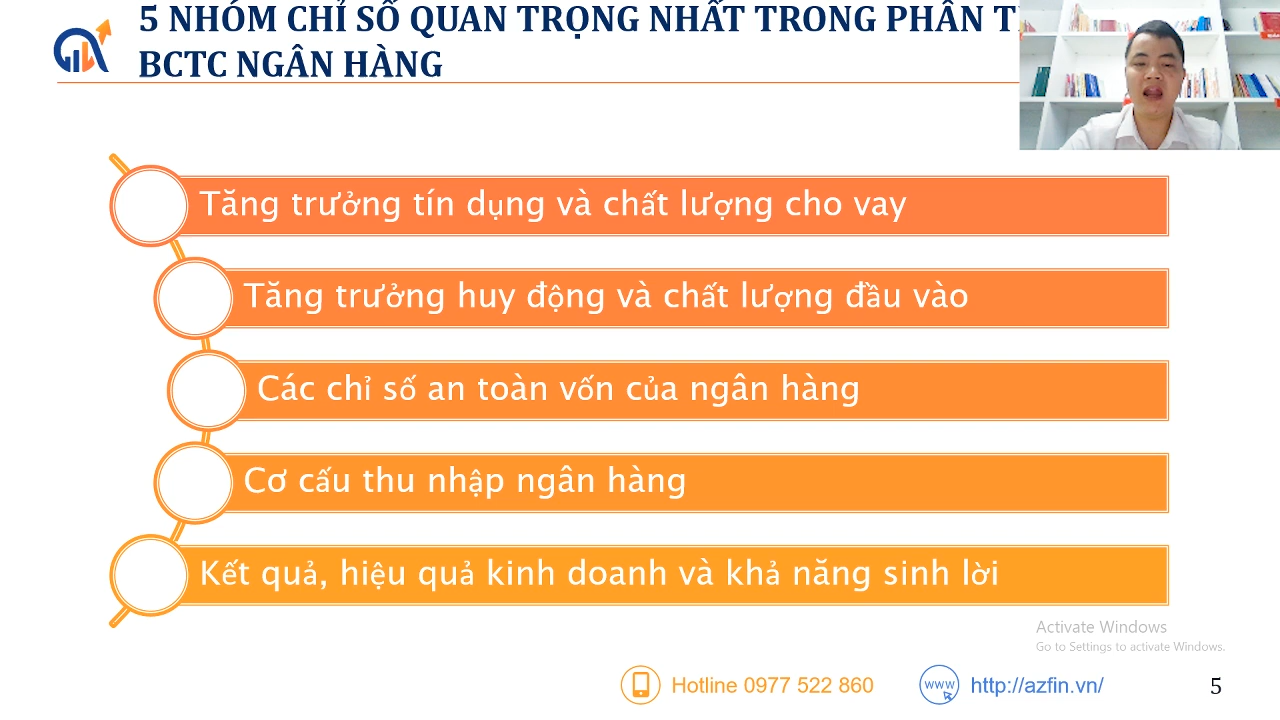 5 NHÓM CHỈ SỐ QUAN TRỌNG NHẤT TRONG PHÂN
BCTC NGÂN HÀNG
Tăng trưởng tín dụng và chất lượng cho vay
Tăng trưởng huy động và chất lượng đầu vào
Các chỉ số an toàn vốn của ngân hàng
Cơ cấu thu nhập ngân hàng
Kết quả, hiệu quả kinh doanh và khả năng sinh lời
Activate Windows
Go to Settings to activate Windows.
Hotline 0977 522 860
www
http://azfin.vn/
5